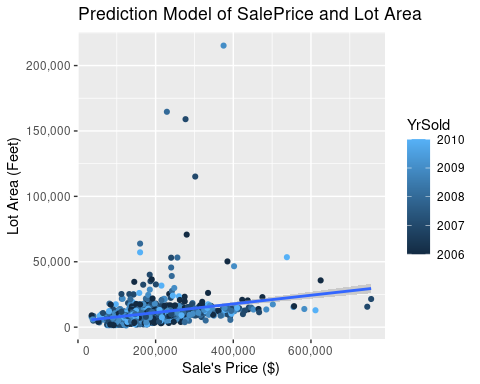 Prediction Model of SalePrice and Lot Area
Lot Area (Feet)
200,000
150,000
100,000
50,000
0
0 200,000 400,000 600,000
Sale's Price ($)
YrSold
2010
2009
2008
2007
2006